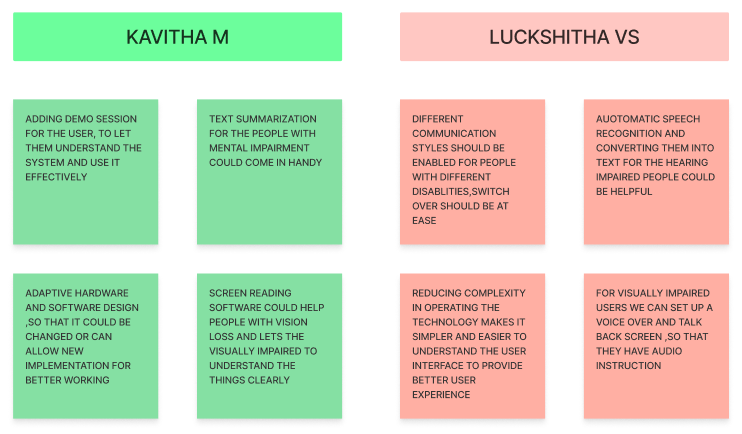 KAVITHA M
LUCKSHITHA VS
ADDING DEMO SESSION
FOR THE USER, TO LET
THEM UNDERSTAND THE
SYSTEM AND USE IT
EFFECTIVELY
TEXT SUMMARIZATION
FOR THE PEOPLE WITH
MENTAL IMPAIRMENT
COULD COME IN HANDY
DIFFERENT
COMMUNICATION
STYLES SHOULD BE
ENABLED FOR PEOPLE
WITH DIFFERENT
DISABLITIES,SWITCH
OVER SHOULD BE AT
EASE
AUOTOMATIC SPEECH
RECOGNITION AND
CONVERTING THEM INTO
TEXT FOR THE HEARING
IMPAIRED PEOPLE COULD
BE HELPFUL
ADAPTIVE HARDWARE
AND SOFTWARE DESIGN
,SO THAT IT COULD BE
CHANGED OR CAN
ALLOW NEW
IMPLEMENTATION FOR
BETTER WORKING
SCREEN READING
SOFTWARE COULD HELP
PEOPLE WITH VISION
LOSS AND LETS THE
VISUALLY IMPAIRED TO
UNDERSTAND THE
THINGS CLEARLY
REDUCING COMPLEXITY
IN OPERATING THE
TECHNOLOGY MAKES IT
SIMPLER AND EASIER TO
UNDERSTAND THE USER
INTERFACE TO PROVIDE
BETTER USER
EXPERIENCE
FOR VISUALLY IMPAIRED
USERS WE CAN SET UP A
VOICE OVER AND TALK
BACK SCREEN ,SO THAT
THEY HAVE AUDIO
INSTRUCTION